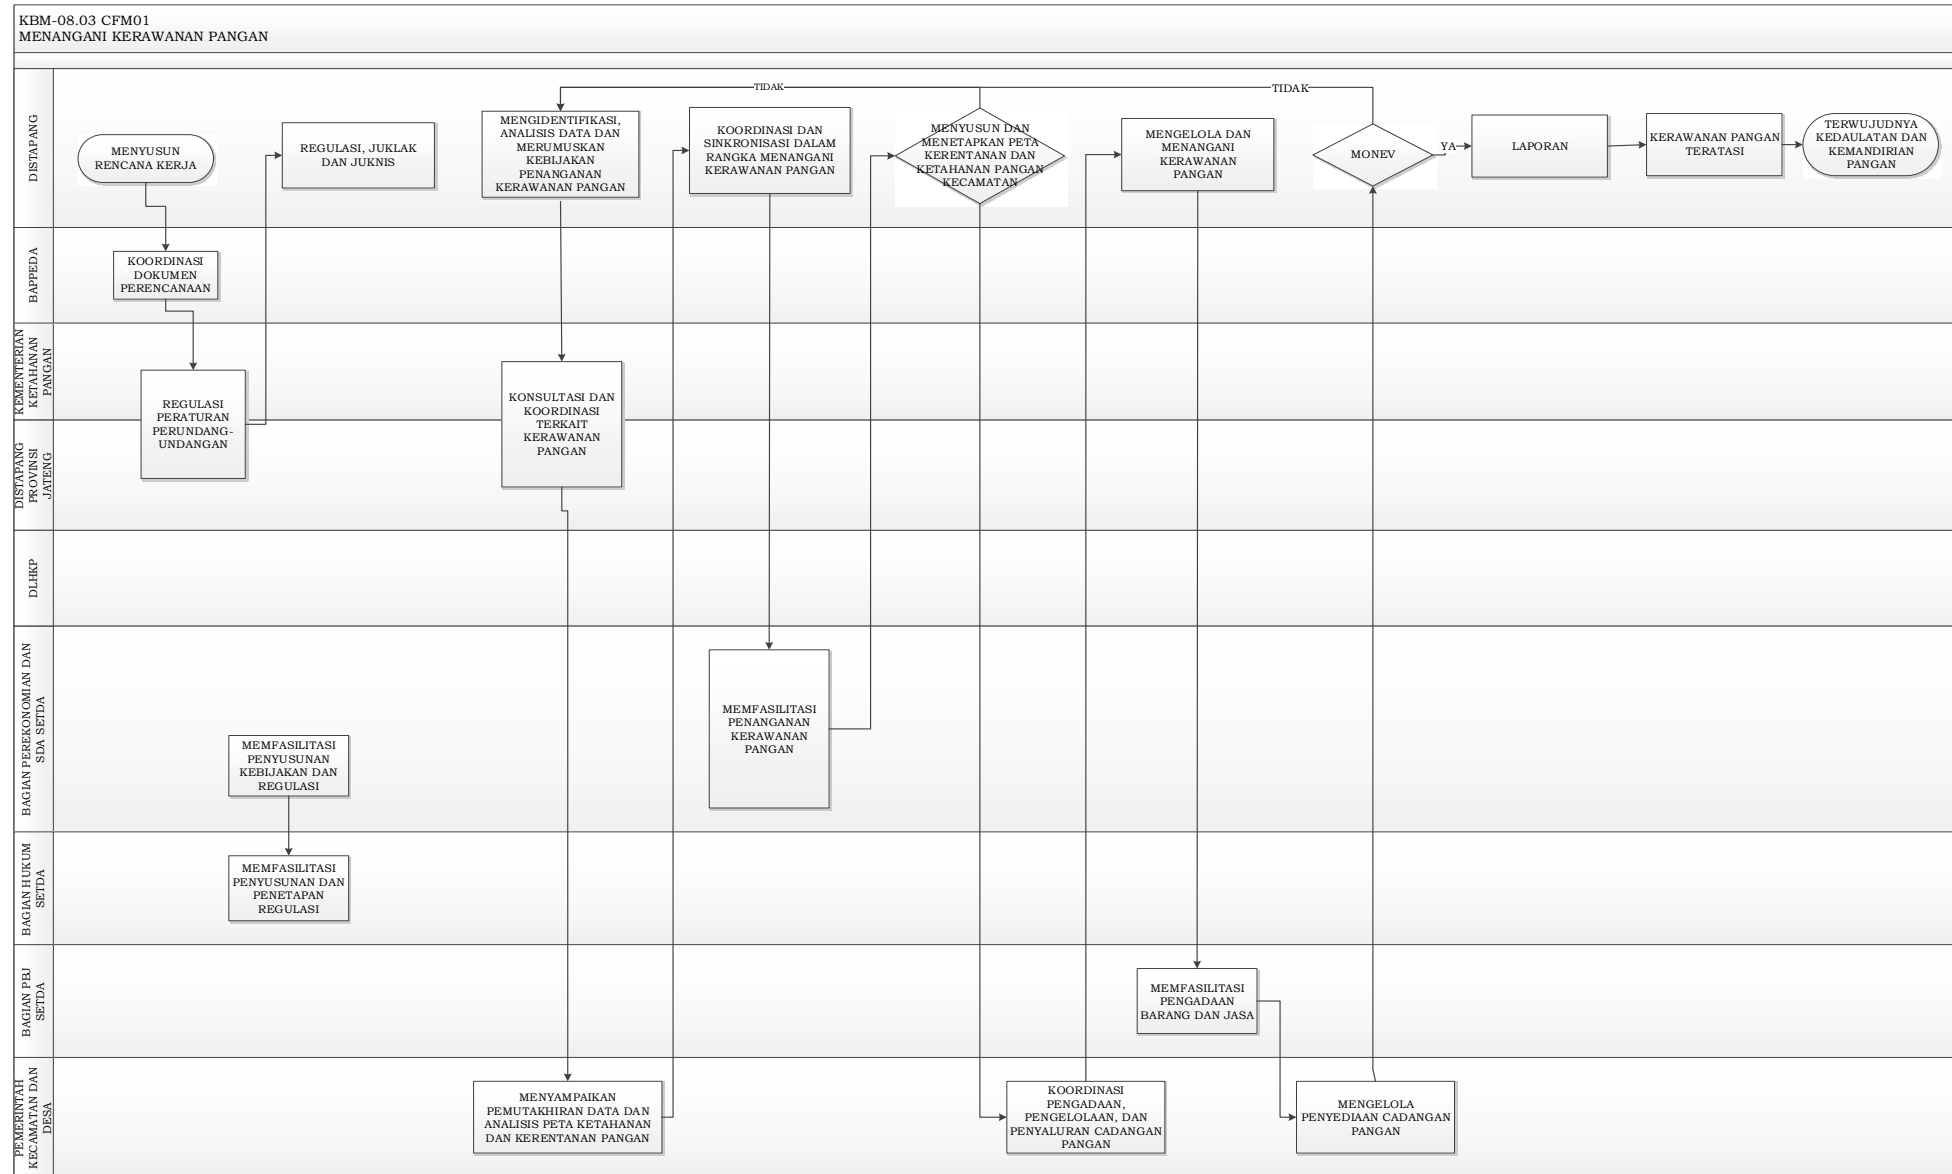 KBM-08.03 CFM01
MENANGANI KERAWANAN PANGAN
DISTAPANG
MENYUSUN
RENCANA KERJA
REGULASI, JUKLAK
DAN JUKNIS
MENGIDENTIFIKASI,
ANALISIS DATA DAN
MERUMUSKAN
KEBIJAKAN
PENANGANAN
KERAWANAN PANGAN
TIDAK
KOORDINASI DAN
SINKRONISASI DALAM
RANGKA MENANGANI
KERAWANAN PANGAN
MENYUSUN DAN
MENETAPKAN PETA
KERENTANAN DAN
KETAHANAN PANGAN
KECAMATAN
MENGELOLA DAN
MENANGANI
KERAWANAN
PANGAN
TIDAK
MONEV
YA
LAPORAN
KERAWANAN PANGAN
TERATASI
TERWUJUDNYA
KEDAULATAN DAN
KEMANDIRIAN
PANGAN
BAPPEDA
KOORDINASI
DOKUMEN
PERENCANAAN
KEMENTERIAN
KETAHANAN
PANGAN
REGULASI
PERATURAN
PERUNDANG-
UNDANGAN
KONSULTASI DAN
KOORDINASI
TERKAIT
KERAWANAN
PANGAN
DISTAPANG
PROVINSI
JATENG
DLHKP
BAGIAN PEREKONOMIAN DAN
SDA SETDA
MEMFASILITASI
PENYUSUNAN
KEBIJAKAN DAN
REGULASI
MEMFASILITASI
PENANGANAN
KERAWANAN
PANGAN
BAGIAN HUKUM
SETDA
MEMFASILITASI
PENYUSUNAN DAN
PENETAPAN
REGULASI
BAGIAN PBJ
SETDA
MEMFASILITASI
PENGADAAN
BARANG DAN JASA
PEMERINTAH
KECAMATAN DAN
DESA
MENYAMPAIKAN
PEMUTAKHIRAN DATA DAN
ANALISIS PETA KETAHANAN
DAN KERENTANAN PANGAN
KOORDINASI
PENGADAAN,
PENGELOLAAN, DAN
PENYALURAN CADANGAN
PANGAN
MENGELOLA
PENYEDIAAN CADANGAN
PANGAN